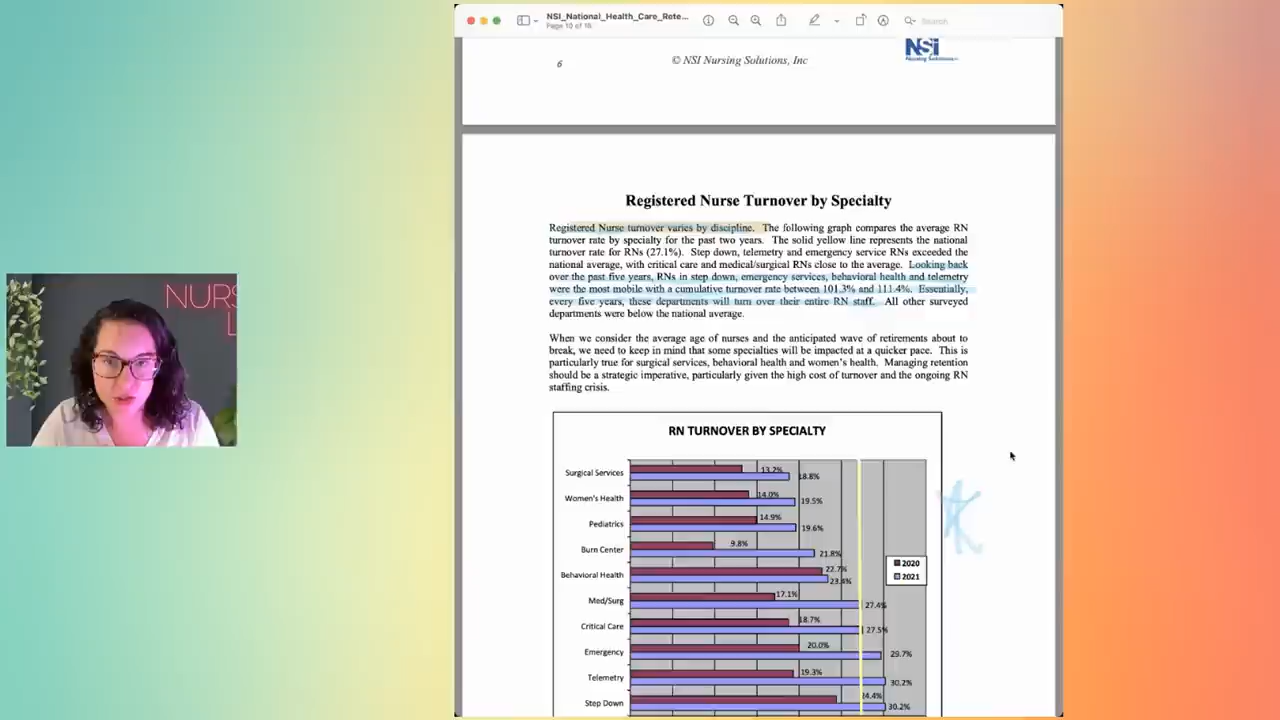 NSI_National_Health_Care_Rete...
Page 10 of 18
Search
6
© NSI Nursing Solutions, Inc
NSi
Nursing Solutions, Inc.
Registered Nurse Turnover by Specialty
Registered Nurse turnover varies by discipline. The following graph compares the average RN
turnover rate by specialty for the past two years. The solid yellow line represents the national
turnover rate for RNs (27.1%). Step down, telemetry and emergency service RNs exceeded the
national average, with critical care and medical/surgical RNs close to the average. Looking back
over the past five years, RNs in step down, emergency services, behavioral health and telemetry
were the most mobile with a cumulative turnover rate between 101.3% and 111.4%. Essentially,
every five years, these departments will turn over their entire RN staff. All other surveyed
departments were below the national average.
When we consider the average age of nurses and the anticipated wave of retirements about to
break, we need to keep in mind that some specialties will be impacted at a quicker pace. This is
particularly true for surgical services, behavioral health and women's health. Managing retention
should be a strategic imperative, particularly given the high cost of turnover and the ongoing RN
staffing crisis.
RN TURNOVER BY SPECIALTY
Surgical Services 13.2% 18.8%
Women's Health 14.0% 19.5%
Pediatrics 14.9% 19.6%
Burn Center 9.8% 21.8%
Behavioral Health 22.7% 23.4%
Med/Surg 17.1% 27.4%
Critical Care 18.7% 27.5%
Emergency 20.0% 29.7%
Telemetry 19.3% 30.2%
Step Down 24.4% 30.2%
2020
2021
NURS
L